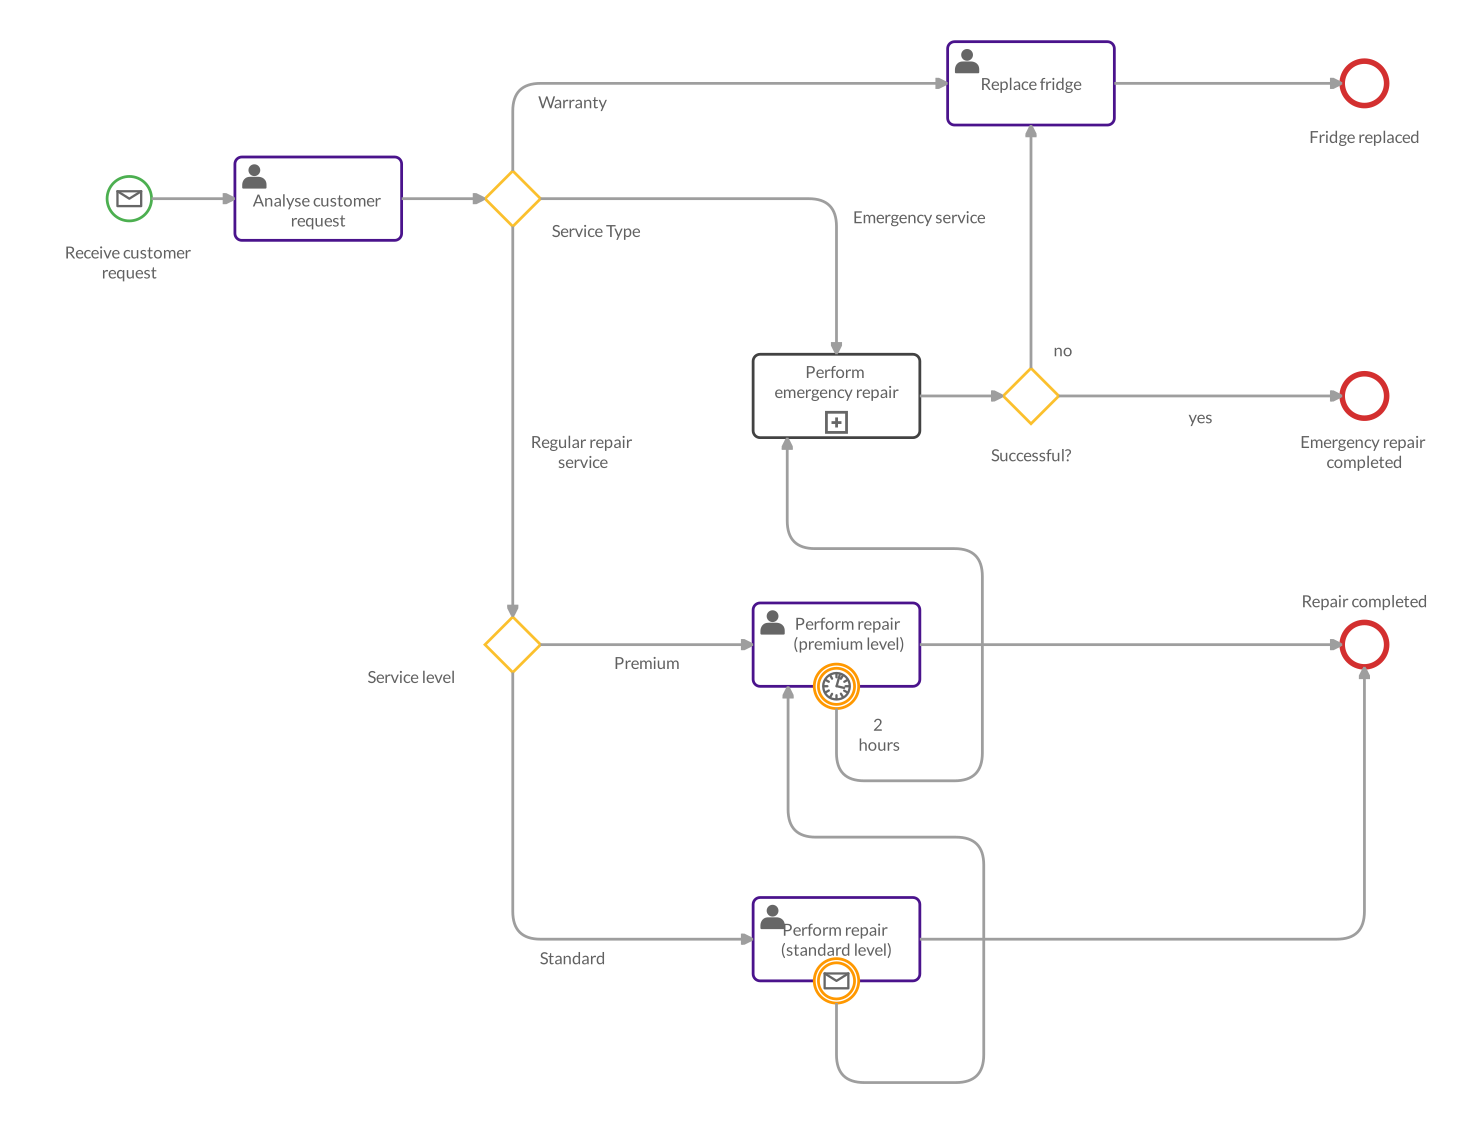 Replace fridge
Warranty
Fridge replaced
Analyse customer
request
Receive customer
request
Service Type
Emergency service
no
Perform
emergency repair
yes
Successful?
Emergency repair
completed
Regular repair
service
Repair completed
Perform repair
(premium level)
Premium
Service level
2
hours
Perform repair
(standard level)
Standard